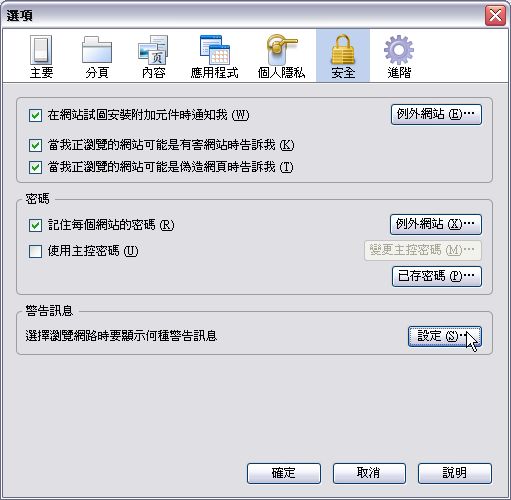 選項
主要
分頁
內容
應用程式
個人隱私
安全
進階
在網站試圖安裝附加元件時通知我 (W)
例外網站 (E)…
當我正瀏覽的網站可能是有害網站時告訴我 (K)
當我正瀏覽的網站可能是偽造網頁時告訴我 (T)
密碼
記住每個網站的密碼 (R)
例外網站 (X)…
使用主控密碼 (U)
變更主控密碼 (M)…
已存密碼 (P)…
警告訊息
選擇瀏覽網路時要顯示何種警告訊息
設定 (S)…
確定
取消
說明